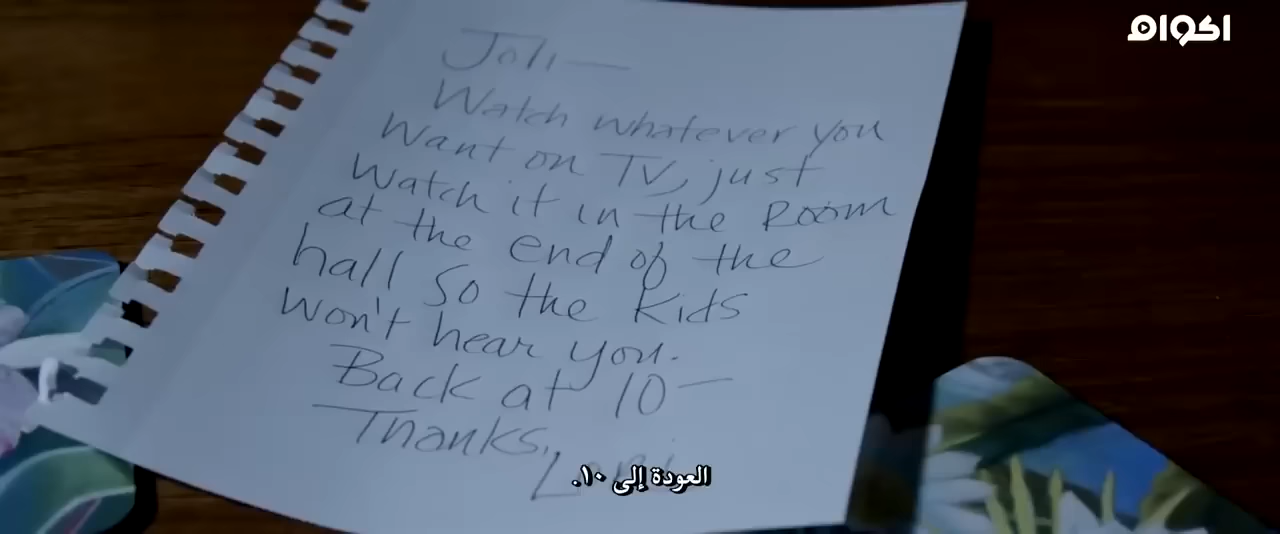 اكوام
Joli—
Watch whatever you
Want on TV, just
watch it in the Room
at the end of the
hall so the kids
won't hear you.
Back at 10—
Thanks,
العودة إلى ١٠.